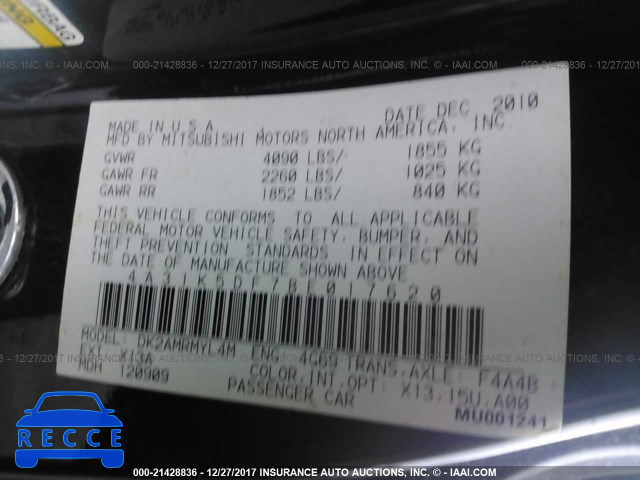 000-21428836 - 12/27/2017 INSURANCE AUTO AUCTIONS, INC. - © IAAI.COM
DATE DEC 2010
MADE IN U.S.A.
MFD BY MITSUBISHI MOTORS NORTH AMERICA, INC
GVWR 4090 LBS/ 1855 KG
GAWR FR 2260 LBS/ 1025 KG
GAWR RR 1852 LBS/ 840 KG
THIS VEHICLE CONFORMS TO ALL APPLICABLE
FEDERAL MOTOR VEHICLE SAFETY, BUMPER, AND
THEFT PREVENTION STANDARDS IN EFFECT ON
THE DATE OF MANUFACTURE SHOWN ABOVE
4A31K5DF7BE017620
MODEL: DK2AMRMYL4M ENG: 4G69 TRANS.AXLE: F4A4B
COLOR.INT.OPT: X13.15U.A00
MDH 120909 PASSENGER CAR
MU001241
RECCE
000-21428836 - 12/27/2017 INSURANCE AUTO AUCTIONS, INC. - © IAAI.COM